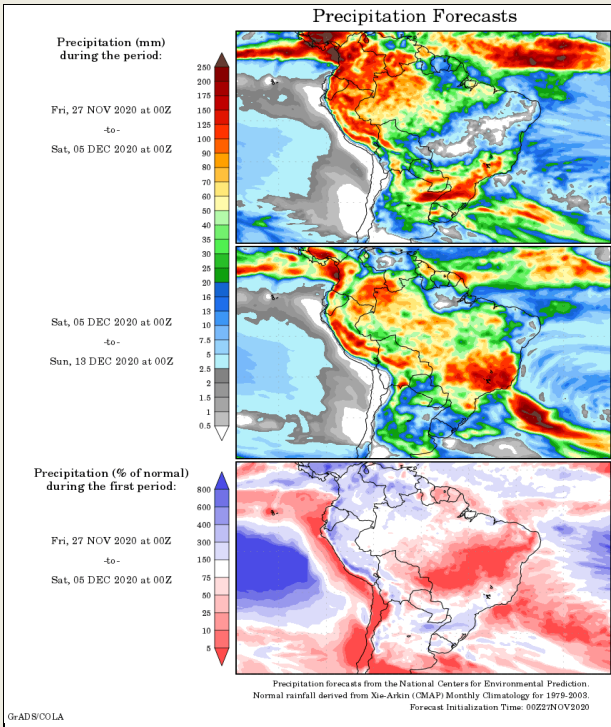 Precipitation Forecasts
Precipitation (mm)
during the period:
Fri, 27 NOV 2020 at 00Z
-to-
Sat, 05 DEC 2020 at 00Z
250
200
175
150
125
100
90
80
70
60
50
40
35
30
25
20
16
13
10
7.5
5
2.5
2
1.5
1
0.5
Sat, 05 DEC 2020 at 00Z
-to-
Sun, 13 DEC 2020 at 00Z
Precipitation (% of normal)
during the first period:
Fri, 27 NOV 2020 at 00Z
-to-
Sat, 05 DEC 2020 at 00Z
800
600
400
300
150
75
50
25
10
5
Precipitation forecasts from the National Centers for Environmental Prediction.
Normal rainfall derived from Xie-Arkin (CMAP) Monthly Climatology for 1979-2003.
Forecast Initialization Time: 00Z27NOV2020
GrADS/COLA